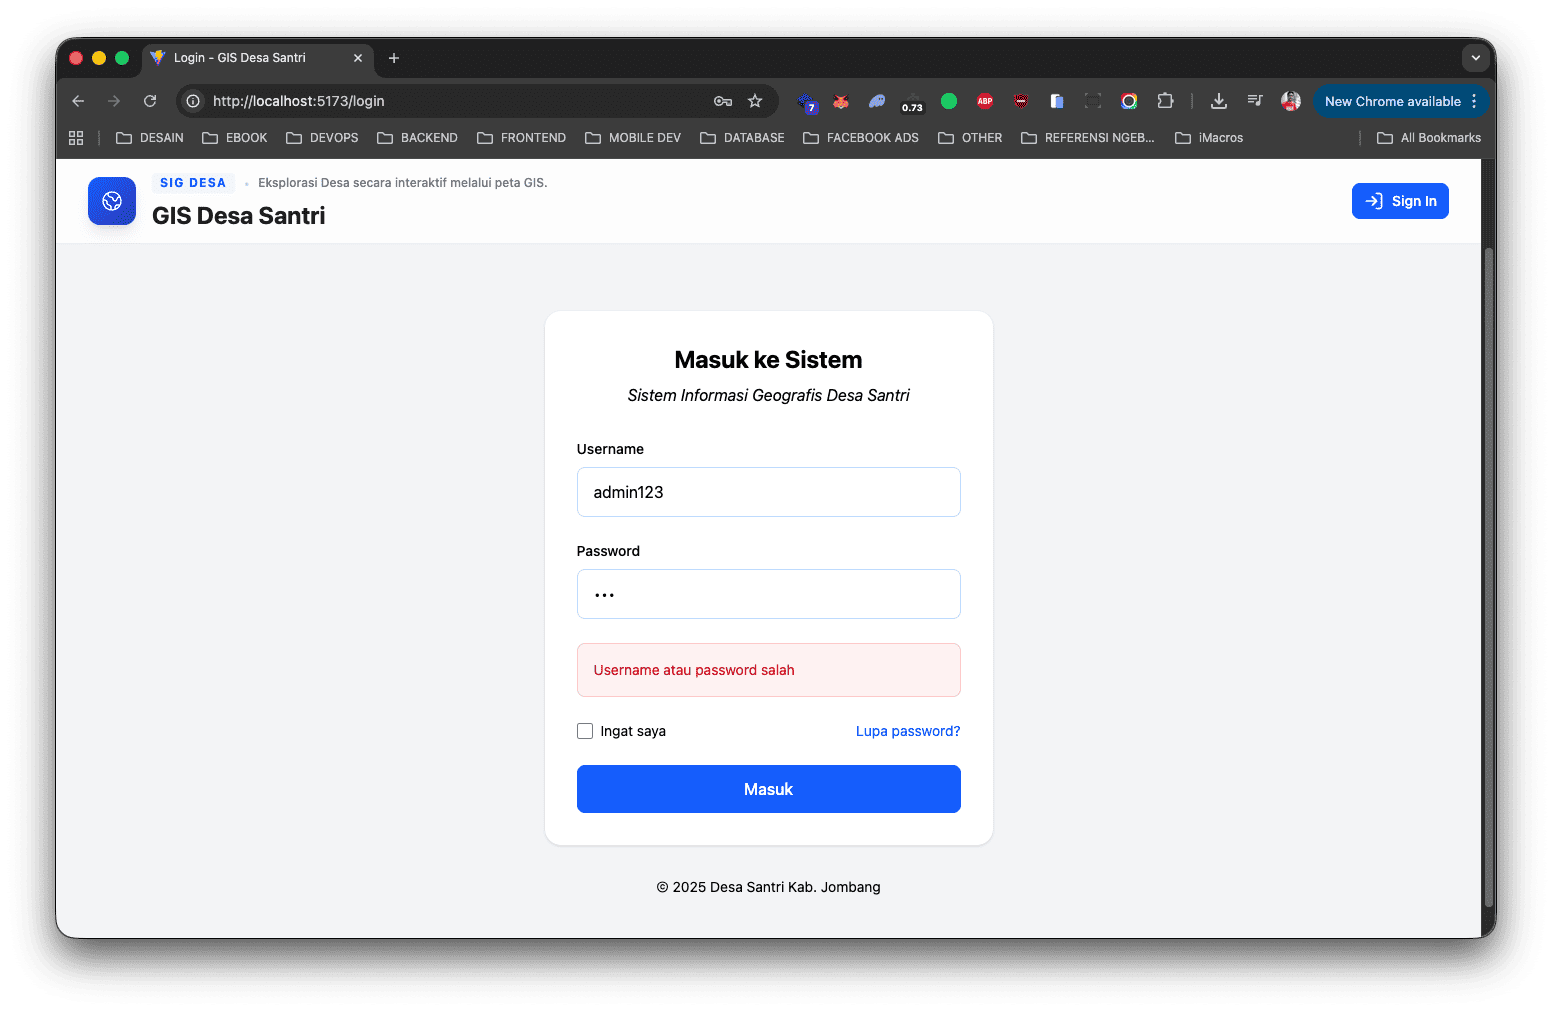 Login - GIS Desa Santri
http://localhost:5173/login
7
0.73
ABP
New Chrome available
DESAIN
EBOOK
DEVOPS
BACKEND
FRONTEND
MOBILE DEV
DATABASE
FACEBOOK ADS
OTHER
REFERENSI NGEB...
iMacros
All Bookmarks
SIG DESA
Eksplorasi Desa secara interaktif melalui peta GIS.
GIS Desa Santri
Sign In
Masuk ke Sistem
Sistem Informasi Geografis Desa Santri
Username
admin123
Password
•••
Username atau password salah
Ingat saya
Lupa password?
Masuk
© 2025 Desa Santri Kab. Jombang